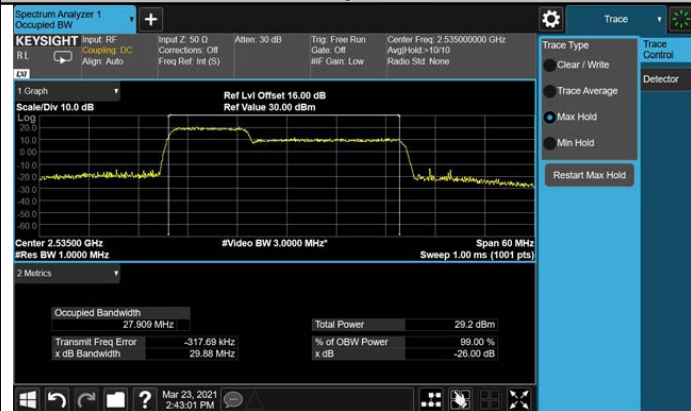 Spectrum Analyzer 1
Occupied BW
+
Trace
KEYSIGHT Input: RF Input Z: 50 Ω Atten: 30 dB Trig: Free Run Center Freq: 2.535000000 GHz
RL Coupling: DC Corrections: Off Gate: Off Avg|Hold:>10/10
Align: Auto Freq Ref: Int (S) #IF Gain: Low Radio Std: None
LXI
Trace Type
Clear / Write
Trace Average
Max Hold
Min Hold
Restart Max Hold
Trace
Control
Detector
1 Graph
Ref Lvl Offset 16.00 dB
Scale/Div 10.0 dB Ref Value 30.00 dBm
Log
20.0
10.0
0.00
-10.0
-20.0
-30.0
-40.0
-50.0
-60.0
Center 2.53500 GHz #Video BW 3.0000 MHz* Span 60 MHz
#Res BW 1.0000 MHz Sweep 1.00 ms (1001 pts)
2 Metrics
Occupied Bandwidth
27.909 MHz Total Power 29.2 dBm
Transmit Freq Error -317.69 kHz % of OBW Power 99.00 %
x dB Bandwidth 29.88 MHz x dB -26.00 dB
? Mar 23, 2021
2:43:01 PM